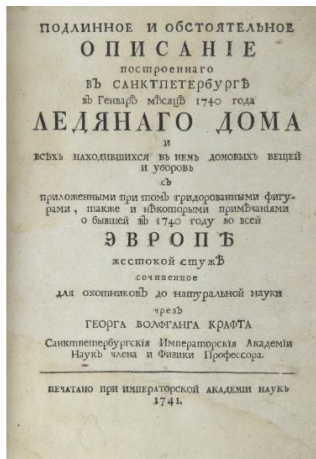 ПОДЛИННОЕ И ОБСТОЯТЕЛЬНОЕ
ОПИСАНІЕ
построеннаго
ВЪ САНКТПЕТЕРБУРГѢ
въ Генварѣ мѣсяцѣ 1740 года
ЛЕДЯНАГО ДОМА
и
ВСѢХЪ НАХОДИВШИХСЯ ВЪ НЕМЪ ДОМОВЫХЪ ВЕЩЕЙ
И УБОРОВЪ
съ
приложенными при томъ гридорованными фигу-
рами, также и нѣкоторыми примѣчаніями
о бывшей въ 1740 году во всей
ЭВРОПѢ
жестокой стужѣ
сочиненное
для охотниковъ до натуральной науки
чрезъ
ГЕОРГА ВОЛФГАНГА КРАФТА
Санктпетербургскія Императорскія Академіи
Наукъ члена и Физики Профессора.
ПЕЧАТАНО ПРИ ИМПЕРАТОРСКОЙ АКАДЕМІИ НАУКЪ
1741.